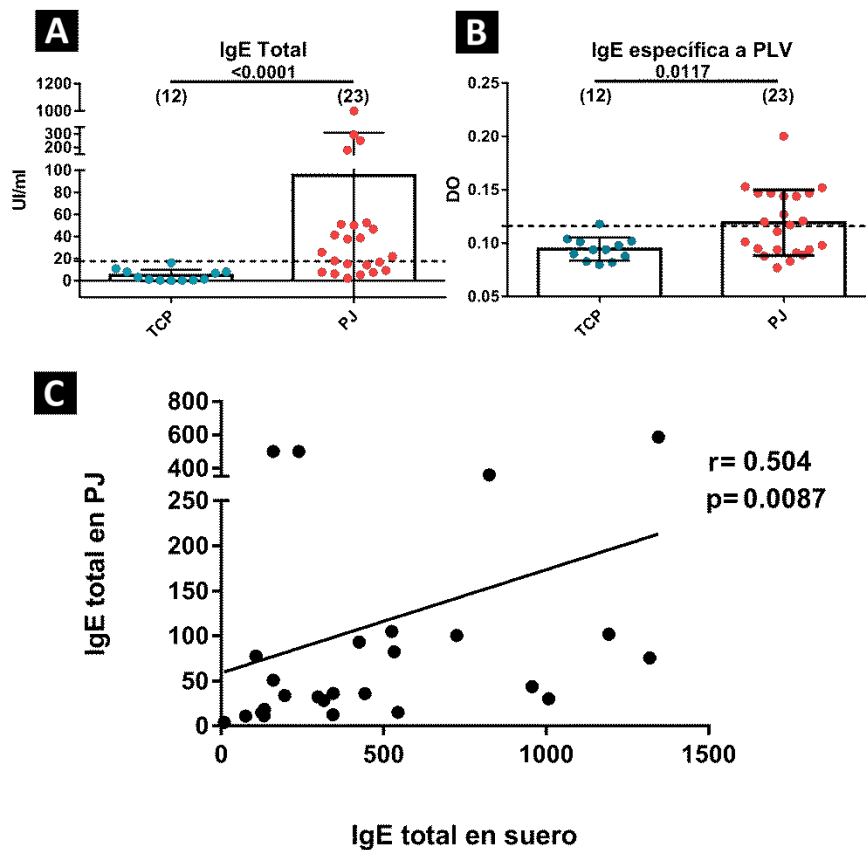 A
IgE Total
<0.0001
(12) (23)
1200
1000
300
200
100
80
60
40
20
0
UI/ml
TCP PJ
B
IgE específica a PLV
0.0117
(12) (23)
0.25
0.20
0.15
0.10
0.05
DO
TCP PJ
C
800
600
400
250
200
150
100
50
0
IgE total en PJ
r= 0.504
p= 0.0087
0 500 1000 1500
IgE total en suero